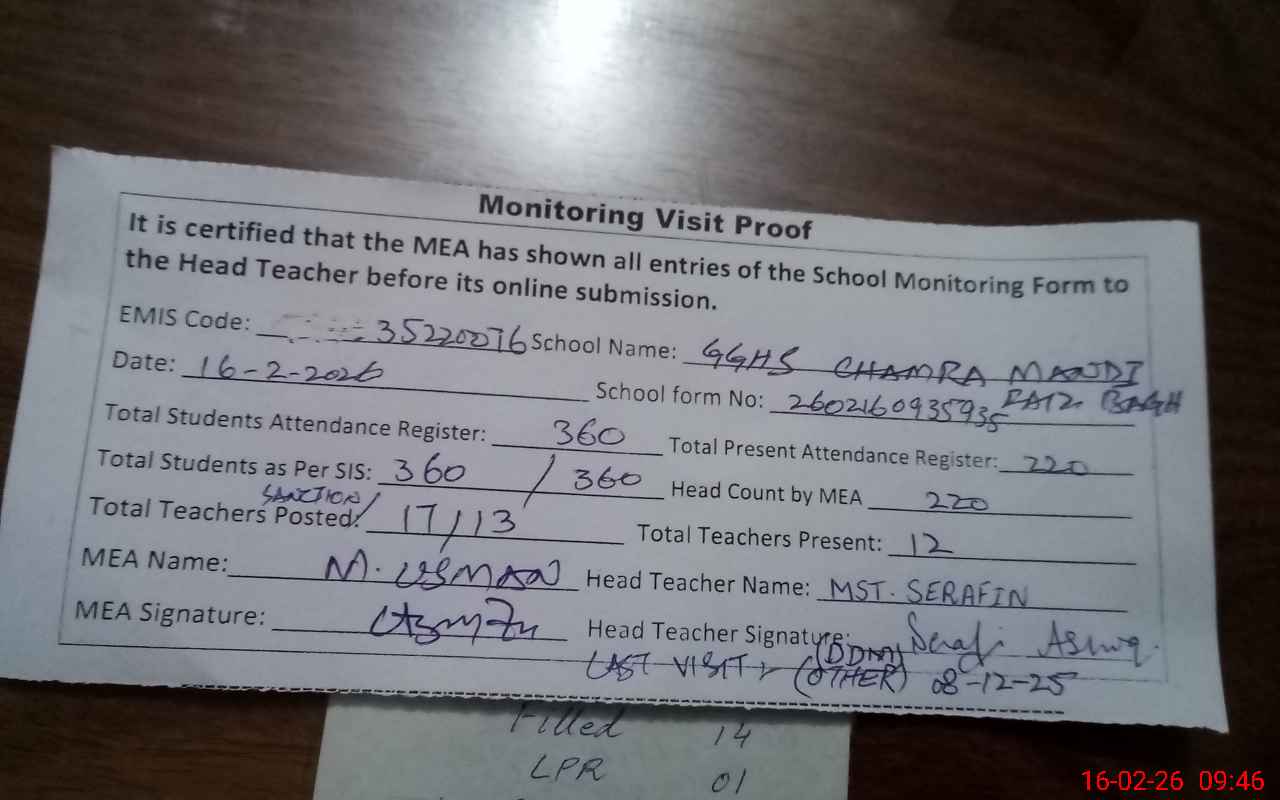 Monitoring Visit Proof
It is certified that the MEA has shown all entries of the School Monitoring Form to
the Head Teacher before its online submission.
EMIS Code: 35220076 School Name: GGHS CHAMRA MANDI
Date: 16-2-2026 School form No: 2602160935935 FAIZ BAGH
Total Students Attendance Register: 360 Total Present Attendance Register: 220
Total Students as Per SIS: 360 / 360 Head Count by MEA 220
SANCTION/
Total Teachers Posted: 17/13 Total Teachers Present: 12
MEA Name: M. USMAN Head Teacher Name: MST. SERAFIN
MEA Signature: Head Teacher Signature: Serafi
LAST VISIT (DDM)
(OTHER) 08-12-25
Filled 14
LPR 01
16-02-26 09:46